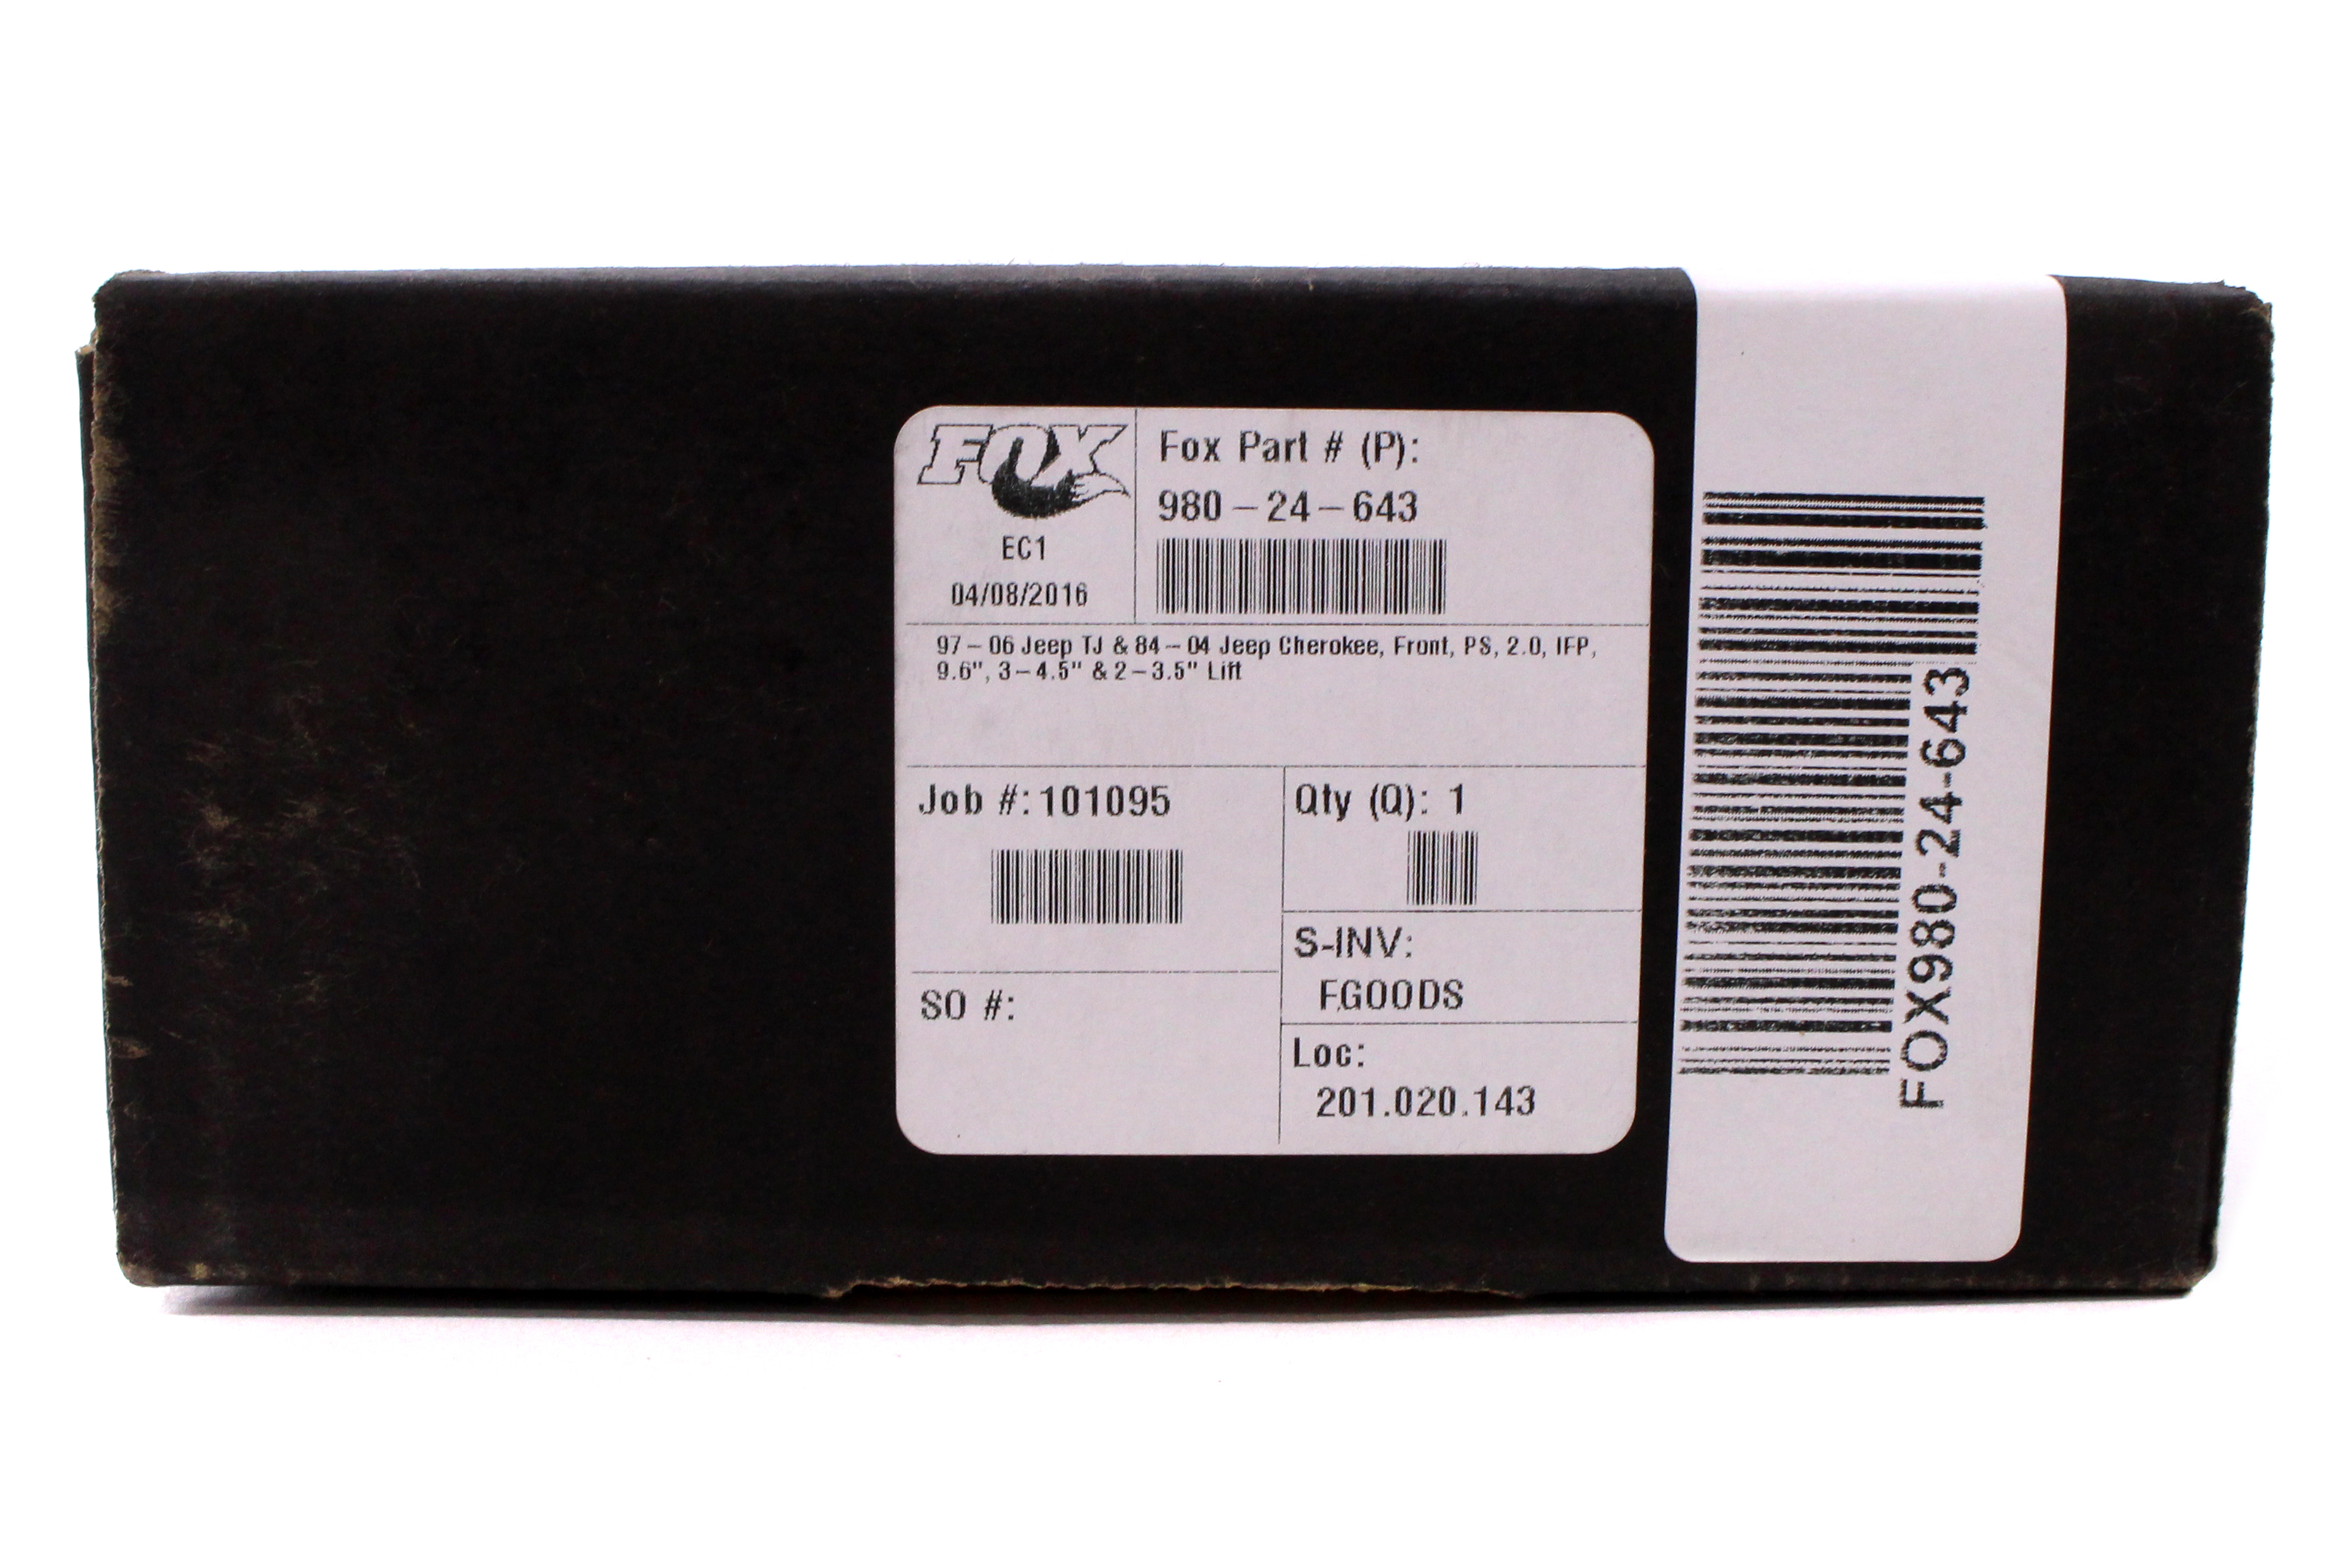 FOX
EC1
04/08/2016
Fox Part # (P):
980-24-643
97-06 Jeep TJ & 84-04 Jeep Cherokee, Front, PS, 2.0, IFP,
9.6", 3-4.5" & 2-3.5" Lift
Job #: 101095
Qty (Q): 1
S-INV:
FGOODS
SO #:
Loc:
201.020.143
FOX980-24-643